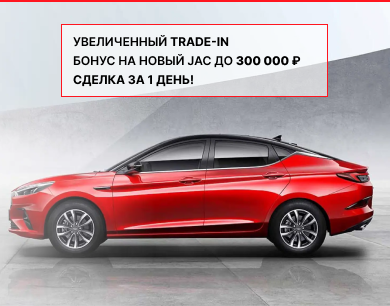 УВЕЛИЧЕННЫЙ TRADE-IN
БОНУС НА НОВЫЙ JAC ДО 300 000 ₽
СДЕЛКА ЗА 1 ДЕНЬ!